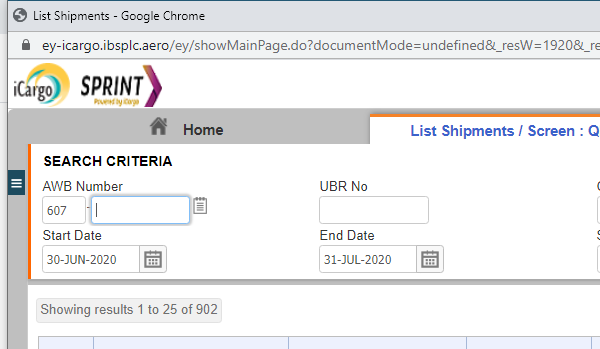 List Shipments - Google Chrome
ey-icargo.ibsplc.aero/ey/showMainPage.do?documentMode=undefined&_resW=1920&_re
iCargo SPRINT
Powered by iCargo
Home List Shipments / Screen : Q
SEARCH CRITERIA
AWB Number UBR No
607 -
Start Date End Date
30-JUN-2020 31-JUL-2020
Showing results 1 to 25 of 902